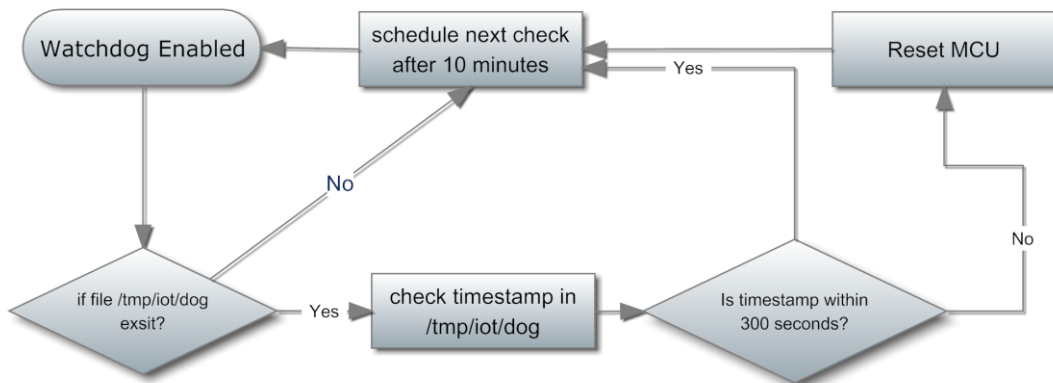 Watchdog Enabled
schedule next check
after 10 minutes
Reset MCU
Yes
No
No
if file /tmp/iot/dog
exsit?
Yes
check timestamp in
/tmp/iot/dog
Is timestamp within
300 seconds?